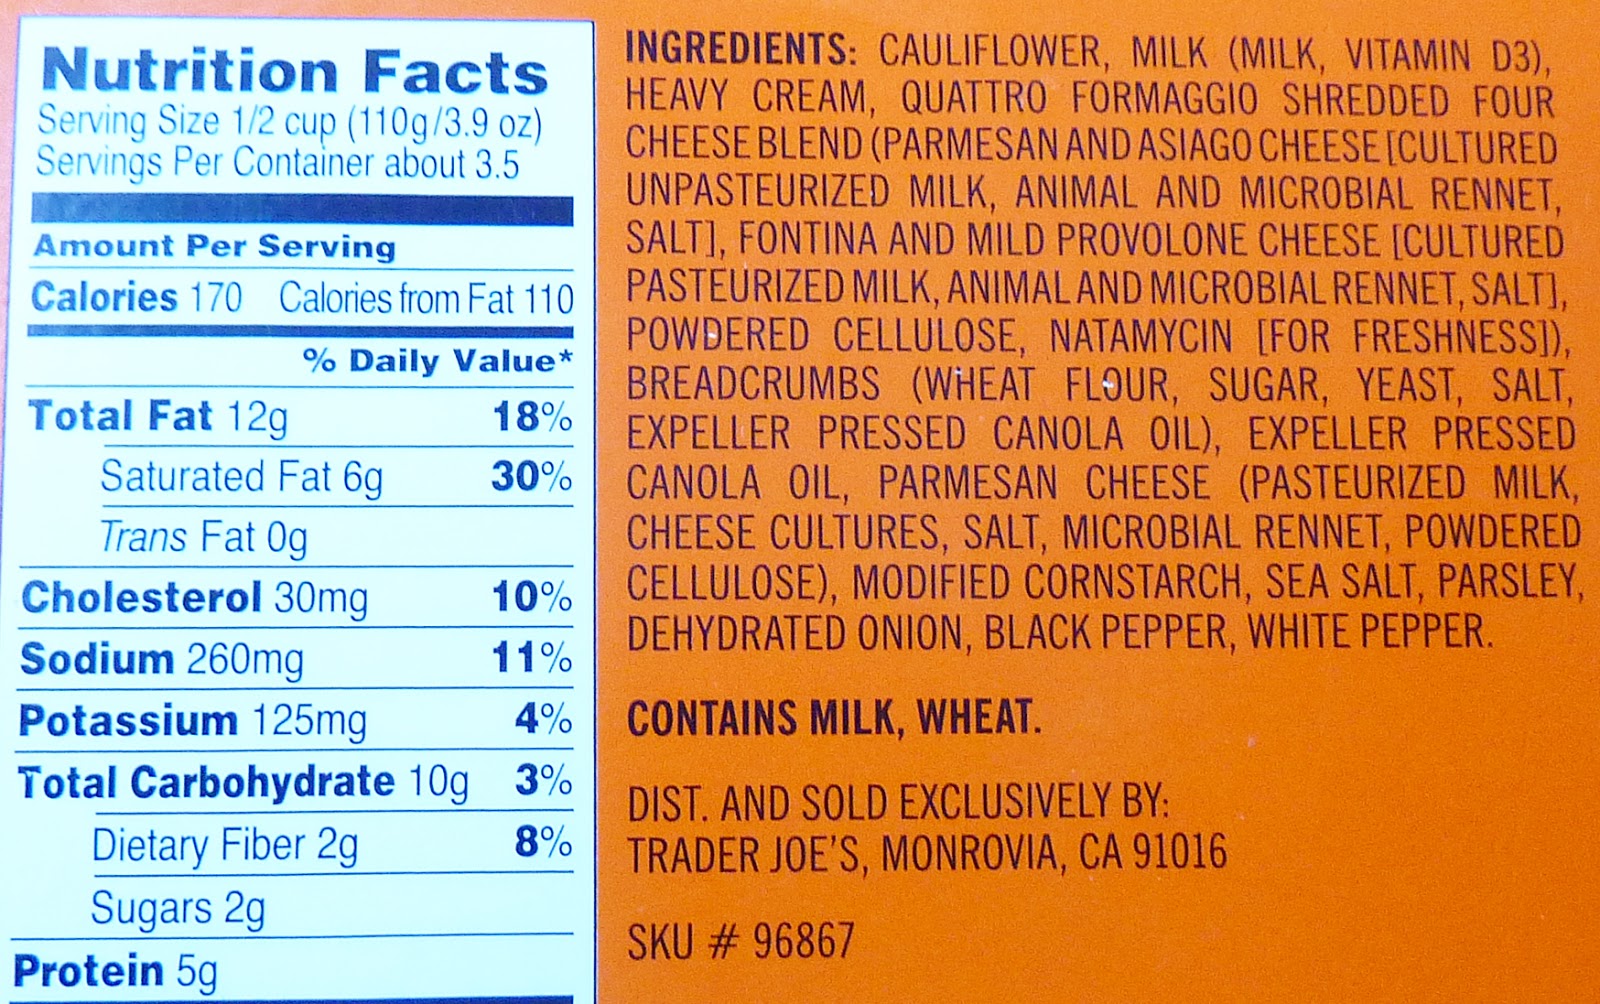 Nutrition Facts
Serving Size 1/2 cup (110g/3.9 oz)
Servings Per Container about 3.5
Amount Per Serving
Calories 170 Calories from Fat 110
% Daily Value*
Total Fat 12g 18%
Saturated Fat 6g 30%
Trans Fat 0g
Cholesterol 30mg 10%
Sodium 260mg 11%
Potassium 125mg 4%
Total Carbohydrate 10g 3%
Dietary Fiber 2g 8%
Sugars 2g
Protein 5g
INGREDIENTS: CAULIFLOWER, MILK (MILK, VITAMIN D3),
HEAVY CREAM, QUATTRO FORMAGGIO SHREDDED FOUR
CHEESE BLEND (PARMESAN AND ASIAGO CHEESE [CULTURED
UNPASTEURIZED MILK, ANIMAL AND MICROBIAL RENNET,
SALT], FONTINA AND MILD PROVOLONE CHEESE [CULTURED
PASTEURIZED MILK, ANIMAL AND MICROBIAL RENNET, SALT],
POWDERED CELLULOSE, NATAMYCIN [FOR FRESHNESS]),
BREADCRUMBS (WHEAT FLOUR, SUGAR, YEAST, SALT,
EXPELLER PRESSED CANOLA OIL), EXPELLER PRESSED
CANOLA OIL, PARMESAN CHEESE (PASTEURIZED MILK,
CHEESE CULTURES, SALT, MICROBIAL RENNET, POWDERED
CELLULOSE), MODIFIED CORNSTARCH, SEA SALT, PARSLEY,
DEHYDRATED ONION, BLACK PEPPER, WHITE PEPPER.
CONTAINS MILK, WHEAT.
DIST. AND SOLD EXCLUSIVELY BY:
TRADER JOE'S, MONROVIA, CA 91016
SKU # 96867